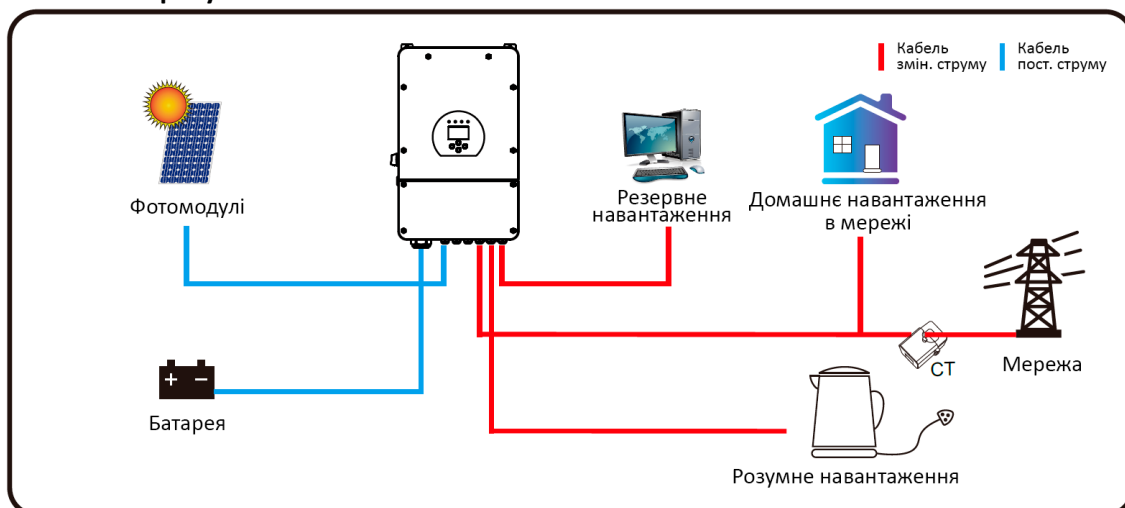 Кабель
змін. струму
Кабель
пост. струму
Фотомодулі
Резервне
навантаження
Домашнє навантаження
в мережі
CT
Мережа
Батарея
Розумне навантаження